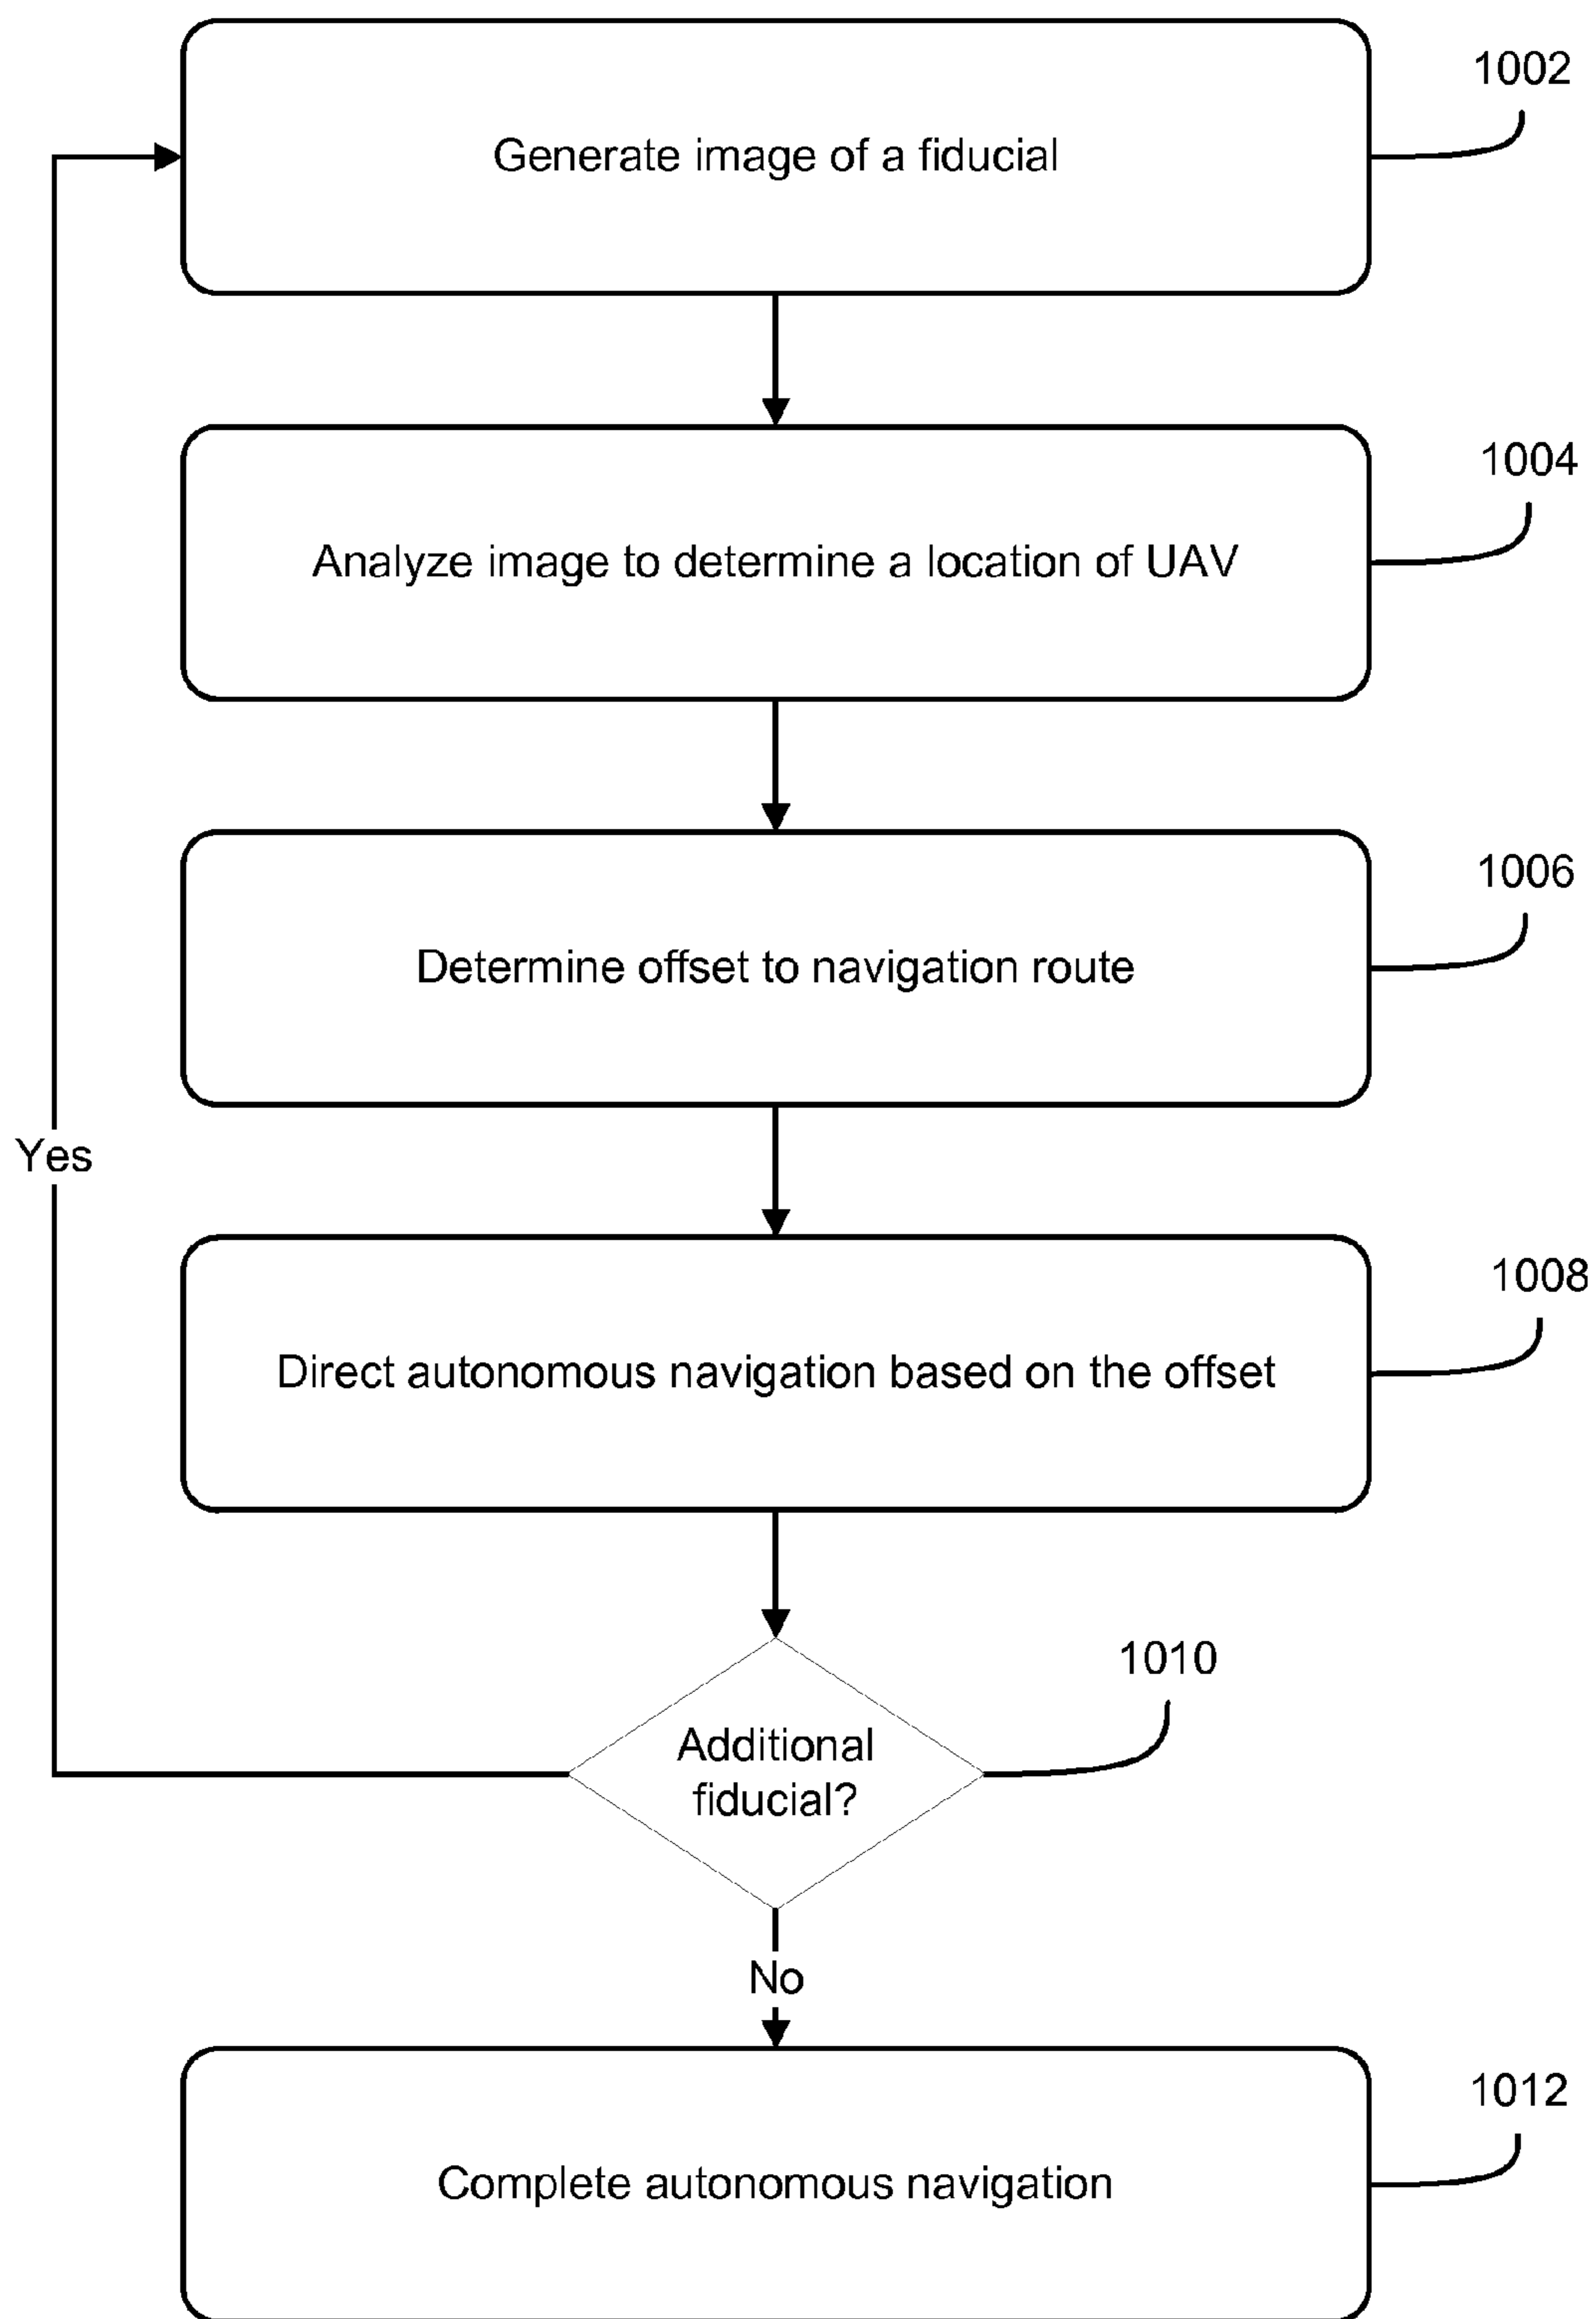 1002
Generate image of a fiducial
1004
Analyze image to determine a location of UAV
1006
Determine offset to navigation route
Yes
1008
Direct autonomous navigation based on the offset
1010
Additional
fiducial?
No
1012
Complete autonomous navigation